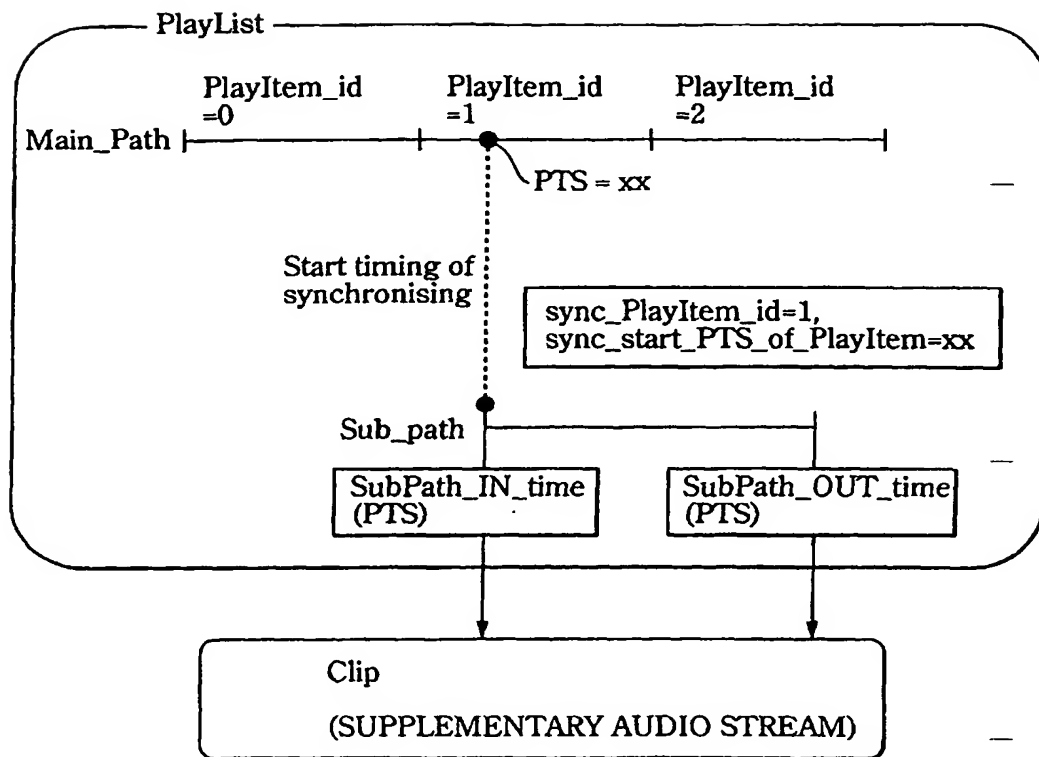 PlayList
PlayItem_id
=0
PlayItem_id
=1
PlayItem_id
=2
Main_Path
PTS = xx
Start timing of
synchronising
sync_PlayItem_id=1,
sync_start_PTS_of_PlayItem=xx
Sub_path
SubPath_IN_time
(PTS)
SubPath_OUT_time
(PTS)
Clip
(SUPPLEMENTARY AUDIO STREAM)